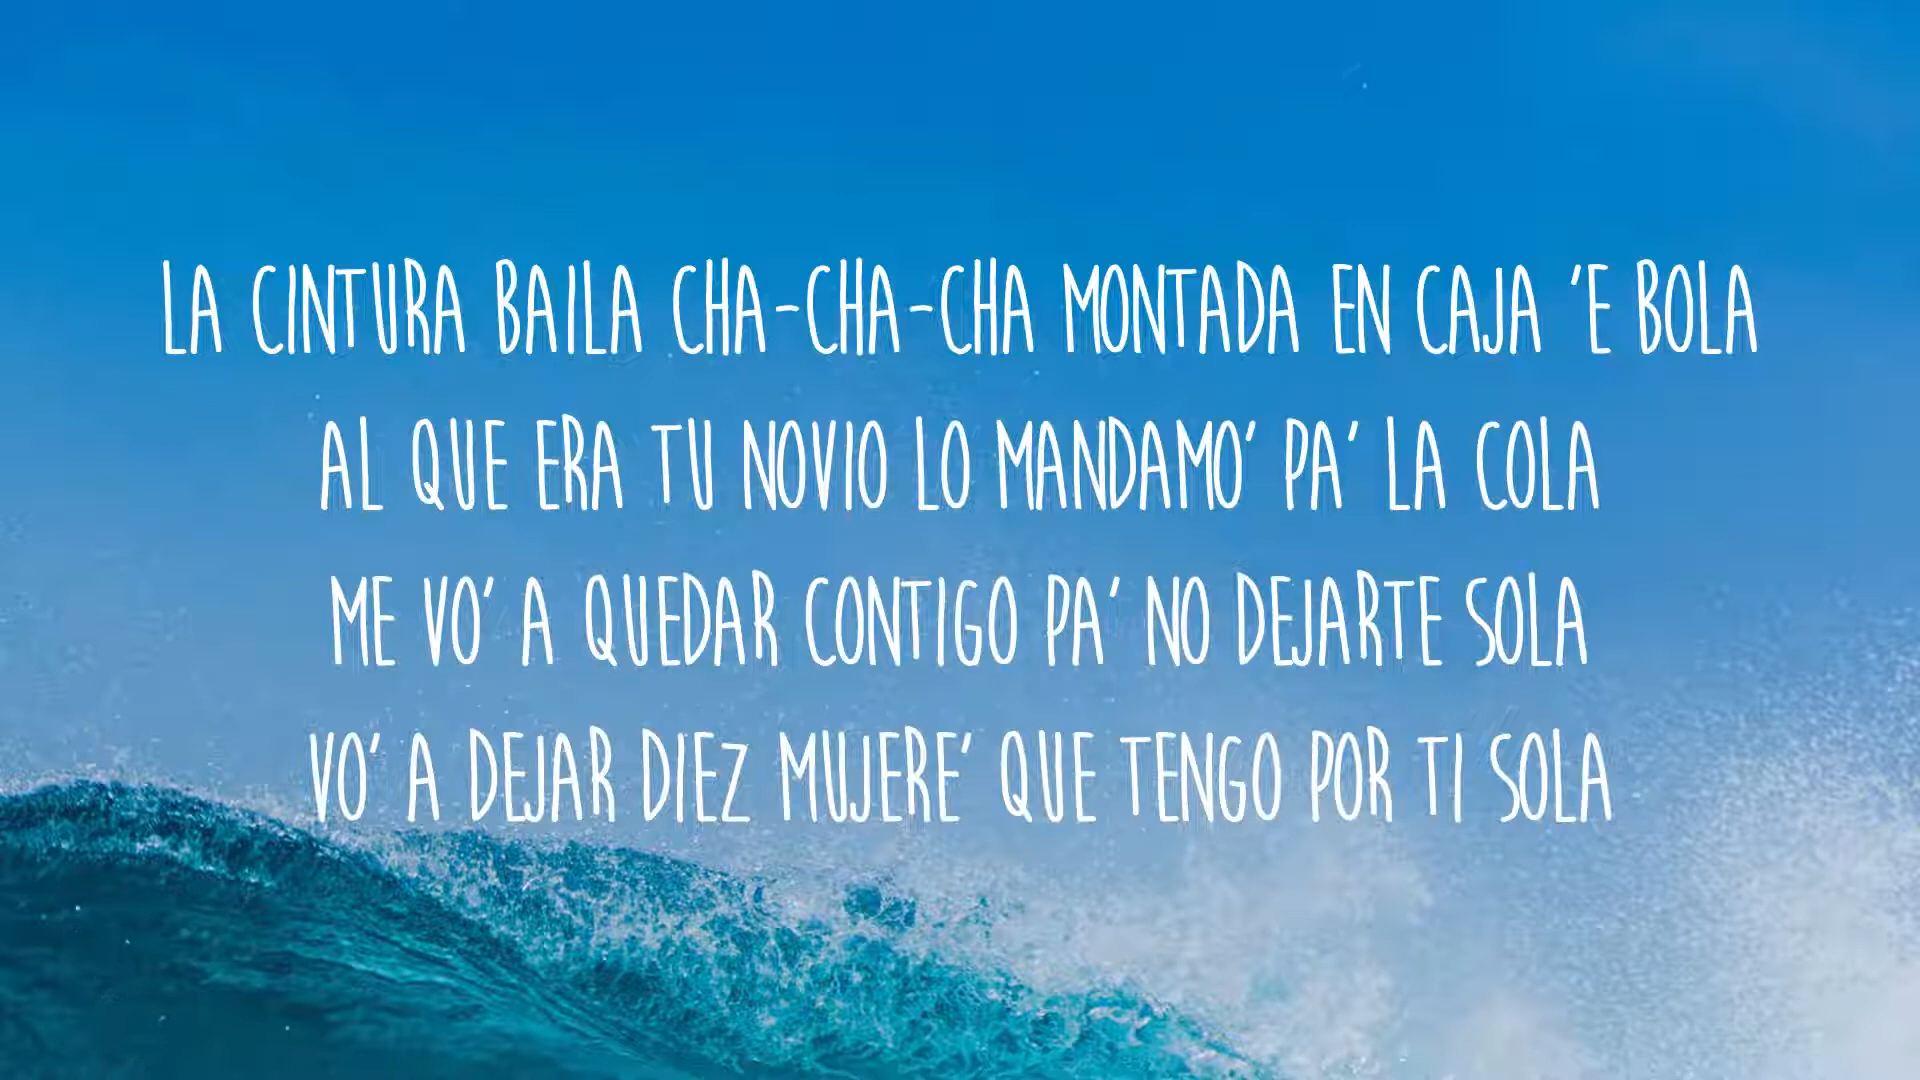 LA CINTURA BAILA CHA-CHA-CHA MONTADA EN CAJA 'E BOLA
AL QUE ERA TU NOVIO LO MANDAMO' PA' LA COLA
ME VO' A QUEDAR CONTIGO PA' NO DEJARTE SOLA
VO' A DEJAR DIEZ MUJERE' QUE TENGO POR TI SOLA